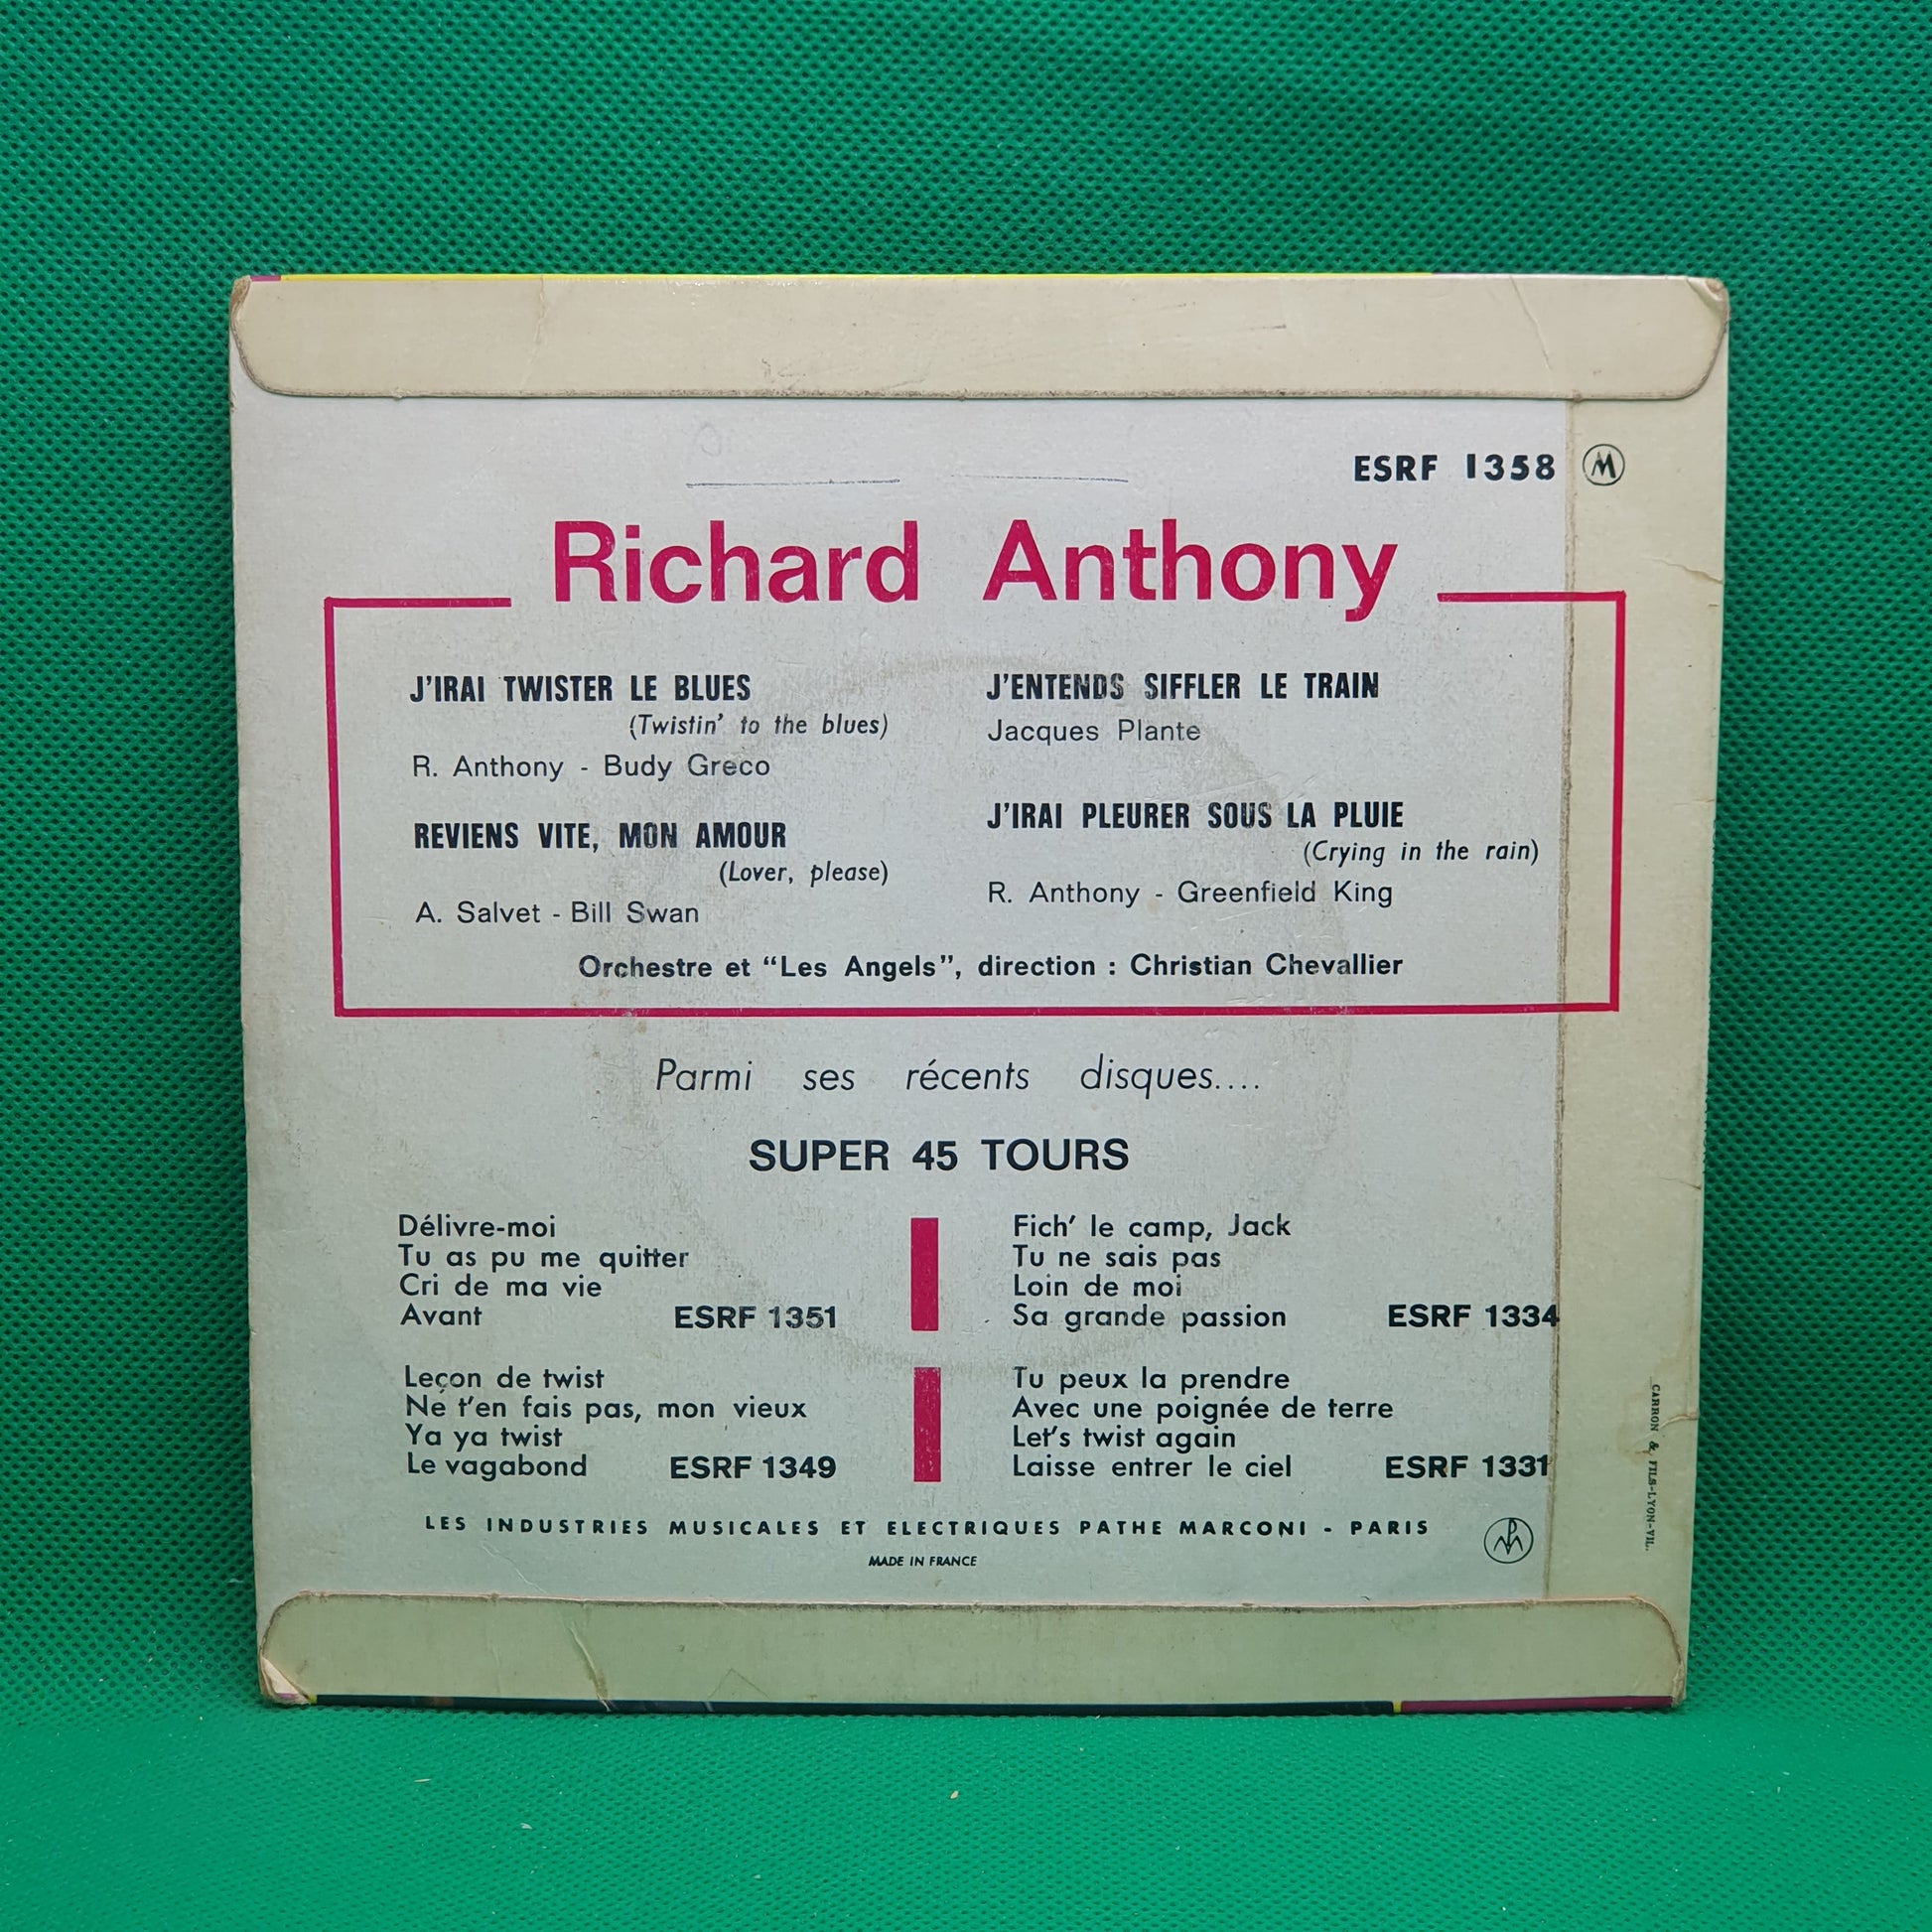 ESRF 1358 M
Richard Anthony
J'IRAI TWISTER LE BLUES
(Twistin' to the blues)
R. Anthony - Budy Greco
REVIENS VITE, MON AMOUR
(Lover, please)
A. Salvet - Bill Swan
J'ENTENDS SIFFLER LE TRAIN
Jacques Plante
J'IRAI PLEURER SOUS LA PLUIE
(Crying in the rain)
R. Anthony - Greenfield King
Orchestre et “Les Angels”, direction : Christian Chevallier
Parmi ses récents disques....
SUPER 45 TOURS
Délivre-moi
Tu as pu me quitter
Cri de ma vie
Avant ESRF 1351
Fich' le camp, Jack
Tu ne sais pas
Loin de moi
Sa grande passion ESRF 1334
Leçon de twist
Ne t'en fais pas, mon vieux
Ya ya twist
Le vagabond ESRF 1349
Tu peux la prendre
Avec une poignée de terre
Let's twist again
Laisse entrer le ciel ESRF 1331
LES INDUSTRIES MUSICALES ET ELECTRIQUES PATHE MARCONI - PARIS
MADE IN FRANCE
CARRON & FILS-LYON-VIL.